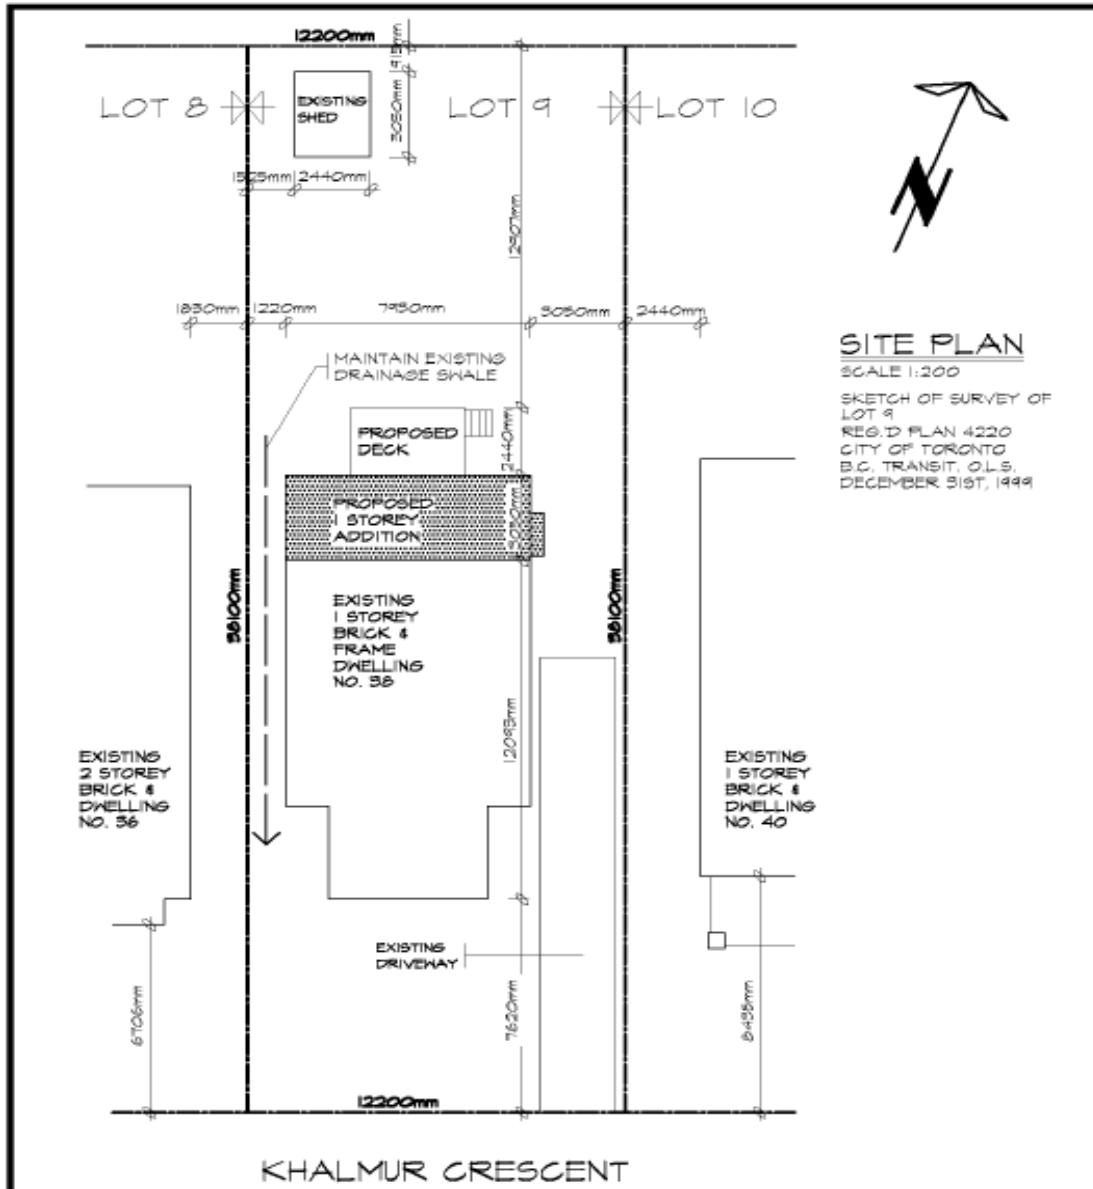 12200mm
915mm
LOT 8
EXISTING
SHED
3050mm
LOT 9
LOT 10
1525mm
2440mm
12907mm
N
1830mm
1220mm
7930mm
3050mm
2440mm
SITE PLAN
SCALE 1:200
SKETCH OF SURVEY OF
LOT 9
REG.'D PLAN 4220
CITY OF TORONTO
B.C. TRANSIT, O.L.S.
DECEMBER 31ST, 1999
MAINTAIN EXISTING
DRAINAGE SWALE
PROPOSED
DECK
2440mm
PROPOSED
1 STOREY
ADDITION
3050mm
38100mm
EXISTING
1 STOREY
BRICK &
FRAME
DWELLING
NO. 38
38100mm
12093mm
EXISTING
2 STOREY
BRICK &
DWELLING
NO. 36
EXISTING
1 STOREY
BRICK &
DWELLING
NO. 40
EXISTING
DRIVEWAY
6706mm
7620mm
8435mm
12200mm
KHALMUR CRESCENT